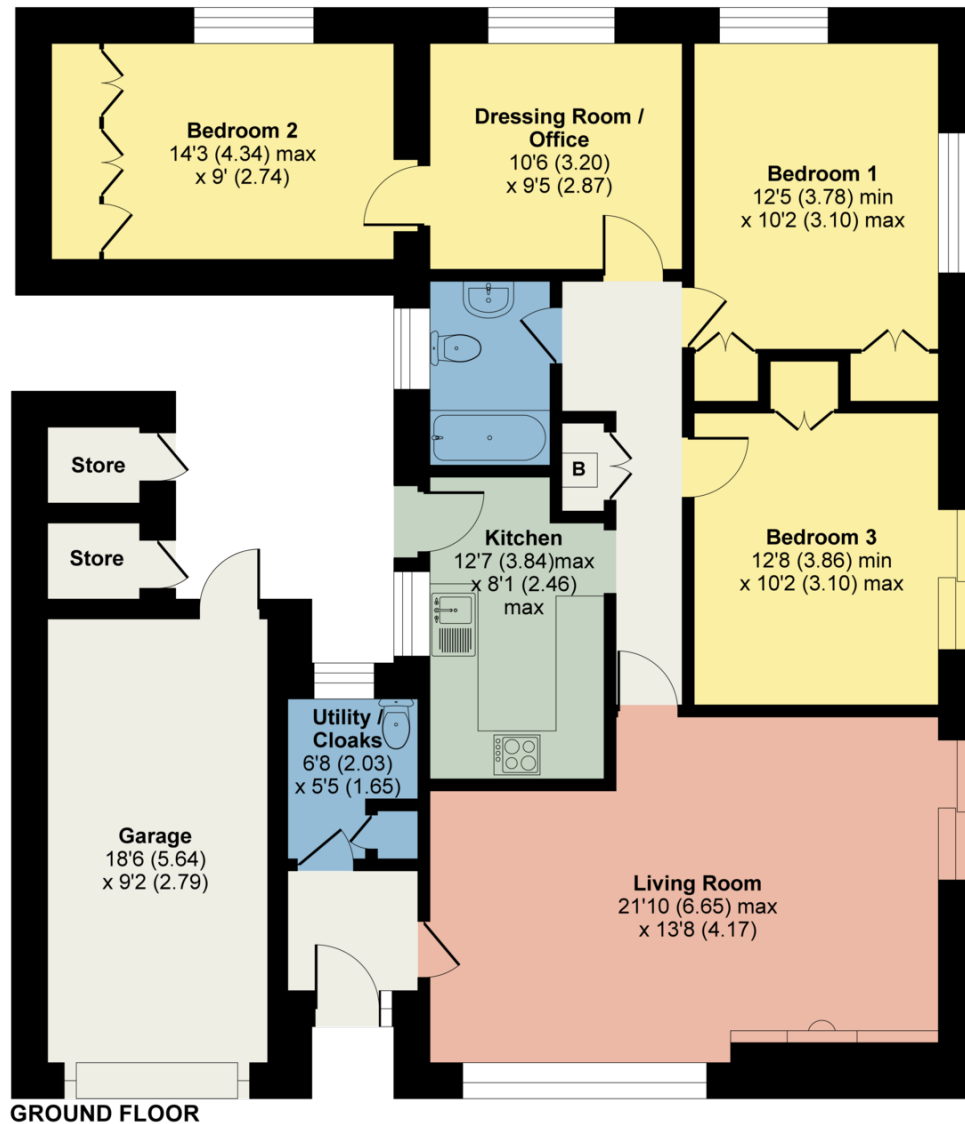 Bedroom 2
14'3 (4.34) max
x 9' (2.74)
Dressing Room /
Office
10'6 (3.20)
x 9'5 (2.87)
Bedroom 1
12'5 (3.78) min
x 10'2 (3.10) max
Store
Store
B
Kitchen
12'7 (3.84)max
x 8'1 (2.46)
max
Bedroom 3
12'8 (3.86) min
x 10'2 (3.10) max
Utility /
Cloaks
6'8 (2.03)
x 5'5 (1.65)
Garage
18'6 (5.64)
x 9'2 (2.79)
Living Room
21'10 (6.65) max
x 13'8 (4.17)
GROUND FLOOR